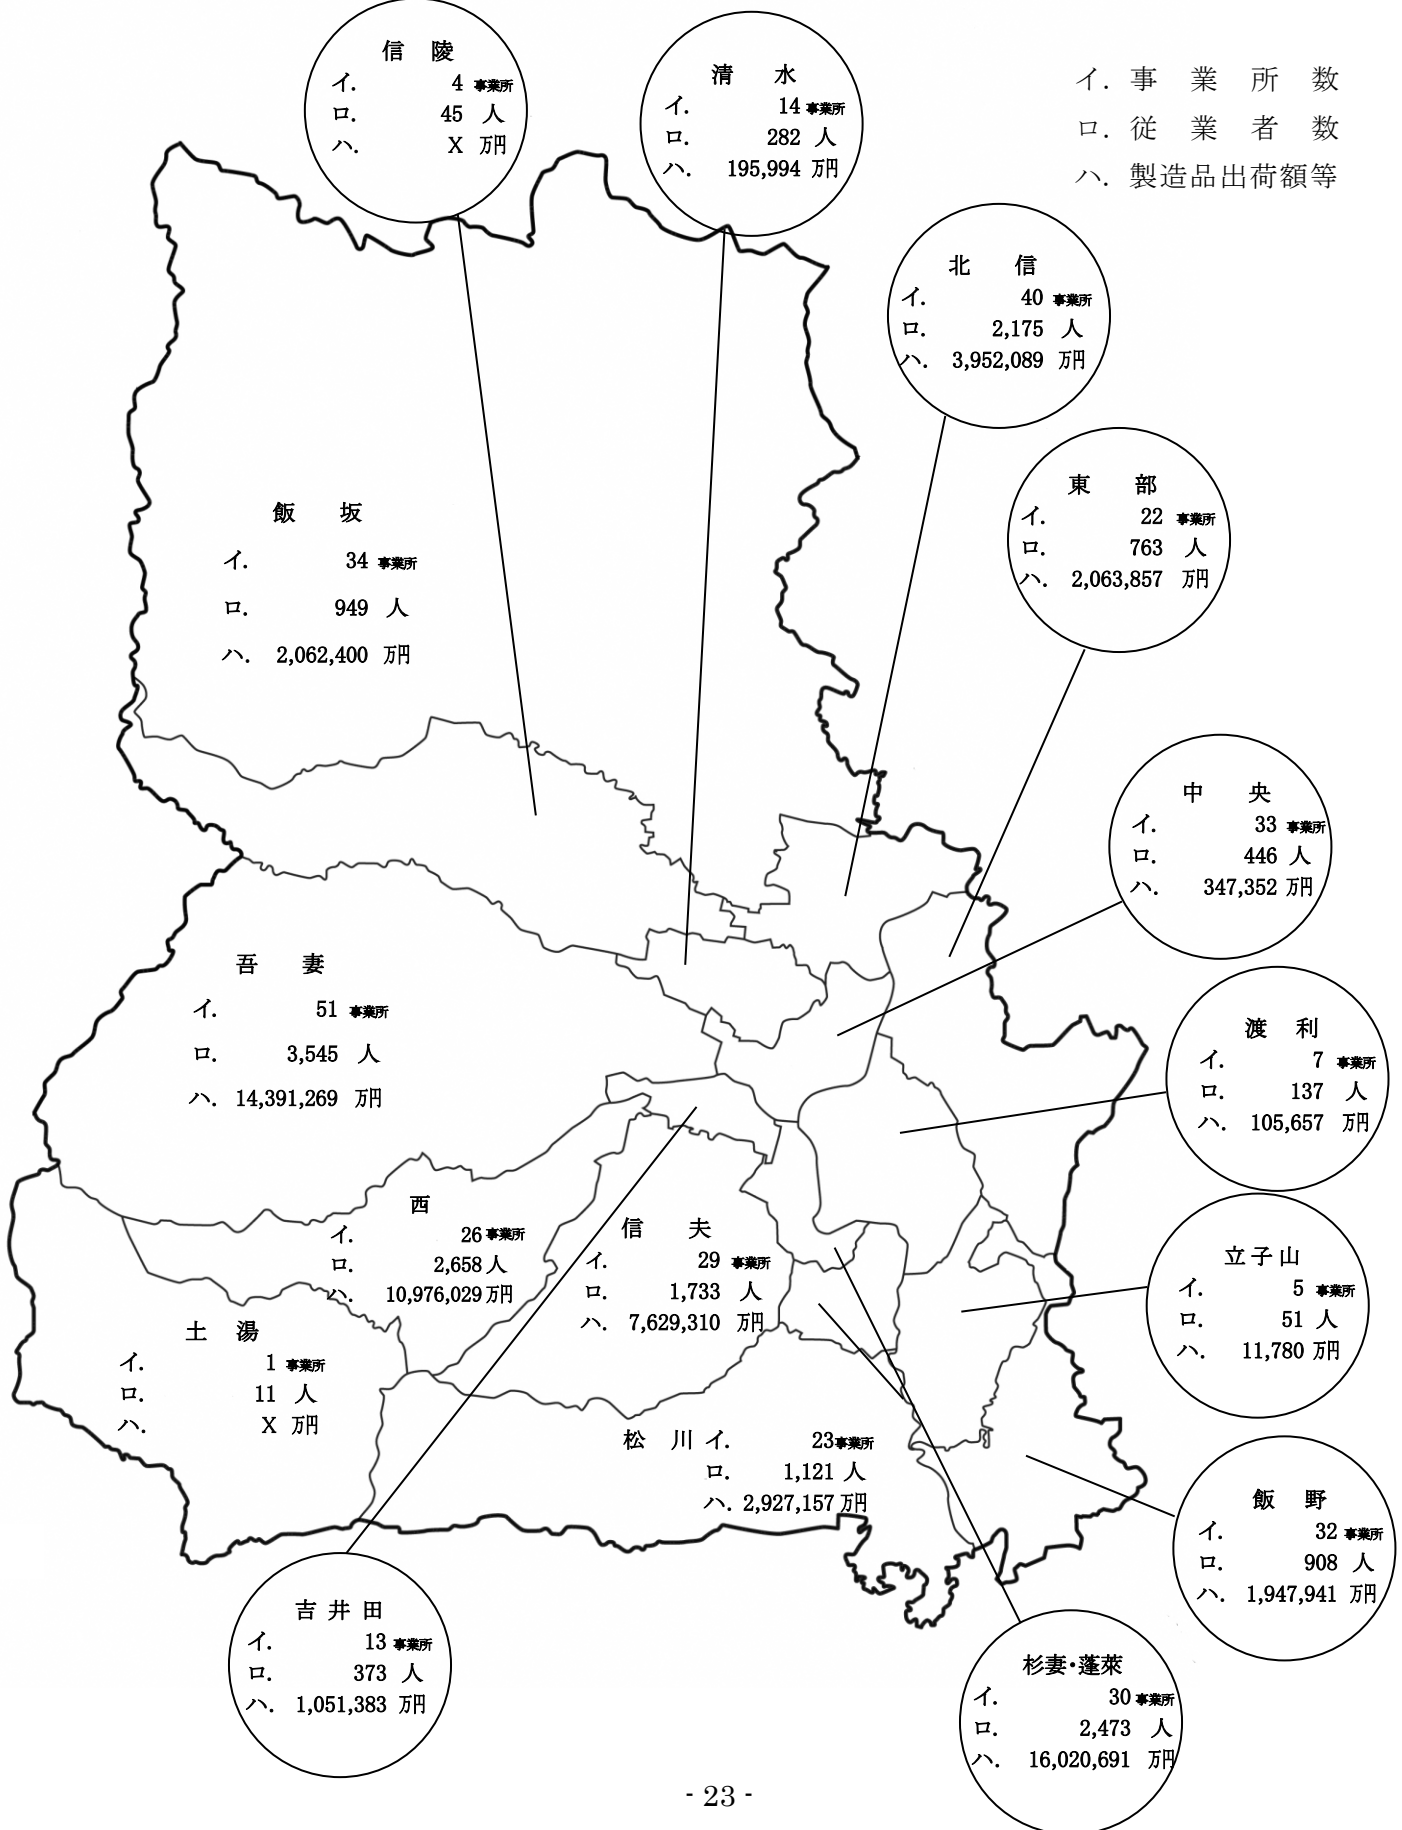 イ. 事業所数
ロ. 従業者数
ハ. 製造品出荷額等
信 陵
イ. 4 事業所
ロ. 45 人
ハ. X 万円
清 水
イ. 14 事業所
ロ. 282 人
ハ. 195,994 万円
北 信
イ. 40 事業所
ロ. 2,175 人
ハ. 3,952,089 万円
東 部
イ. 22 事業所
ロ. 763 人
ハ. 2,063,857 万円
飯 坂
イ. 34 事業所
ロ. 949 人
ハ. 2,062,400 万円
中 央
イ. 33 事業所
ロ. 446 人
ハ. 347,352 万円
吾 妻
イ. 51 事業所
ロ. 3,545 人
ハ. 14,391,269 万円
渡 利
イ. 7 事業所
ロ. 137 人
ハ. 105,657 万円
西
イ. 26 事業所
ロ. 2,658 人
ハ. 10,976,029 万円
信 夫
イ. 29 事業所
ロ. 1,733 人
ハ. 7,629,310 万円
立子山
イ. 5 事業所
ロ. 51 人
ハ. 11,780 万円
土 湯
イ. 1 事業所
ロ. 11 人
ハ. X 万円
松 川 イ. 23 事業所
ロ. 1,121 人
ハ. 2,927,157 万円
飯 野
イ. 32 事業所
ロ. 908 人
ハ. 1,947,941 万円
吉井田
イ. 13 事業所
ロ. 373 人
ハ. 1,051,383 万円
杉妻・蓬莱
イ. 30 事業所
ロ. 2,473 人
ハ. 16,020,691 万円
- 23 -